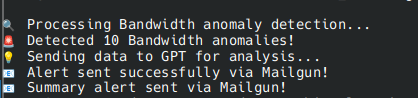 🔍 Processing Bandwidth anomaly detection...
🚨 Detected 10 Bandwidth anomalies!
💡 Sending data to GPT for analysis...
📧 Alert sent successfully via Mailgun!
📧 Summary alert sent via Mailgun!